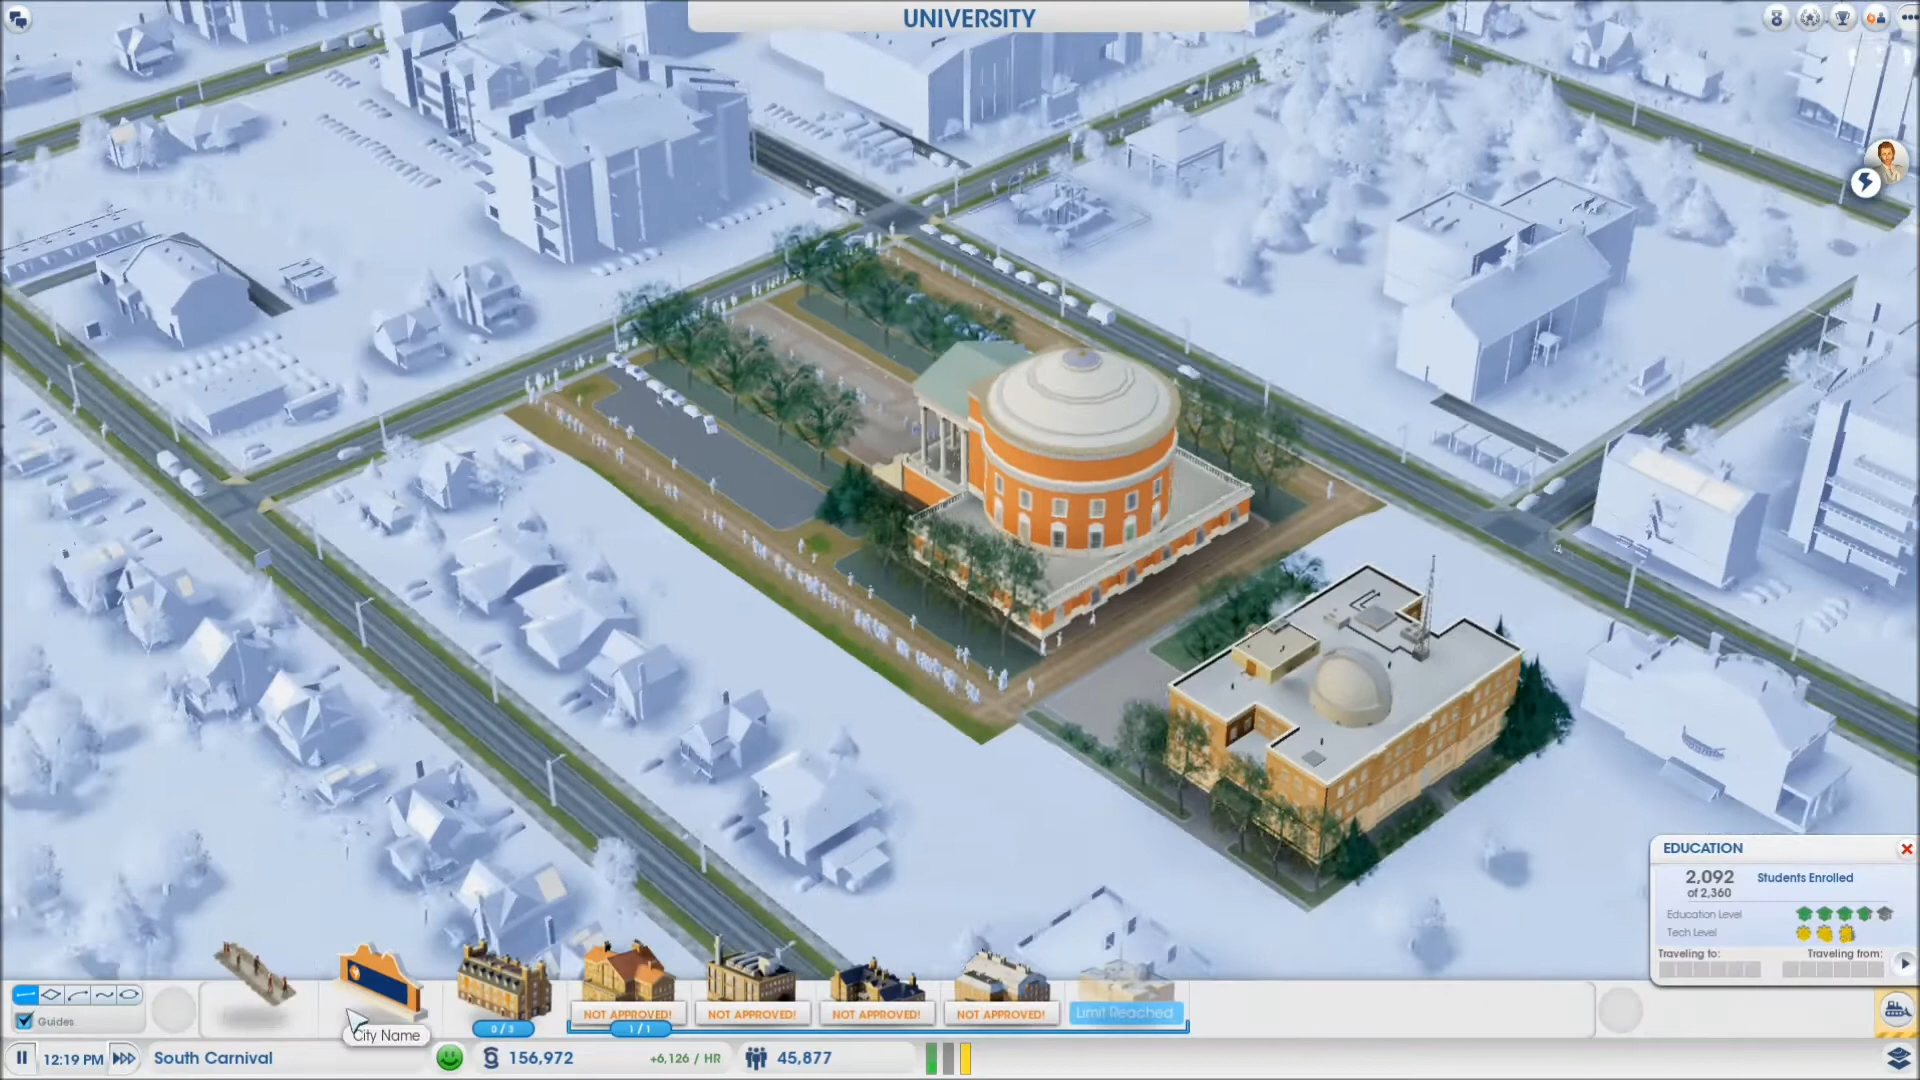 UNIVERSITY
EDUCATION
2,092
of 2,360
Students Enrolled
Education Level
Tech Level
Traveling to:
Traveling from:
NOT APPROVED!
NOT APPROVED!
NOT APPROVED!
NOT APPROVED!
Limit Reached
0 / 3
1 / 1
Guides
City Name
12:19 PM
South Carnival
156,972
+6,126 / HR
45,877